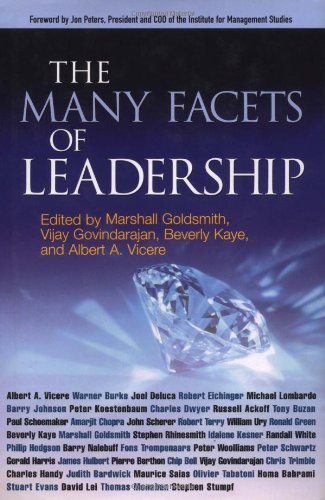 Foreword by Jon Peters, President and COO of the Institute for Management Studies
THE
MANY FACETS
OF
LEADERSHIP
Edited by Marshall Goldsmith,
Vijay Govindarajan, Beverly Kaye,
and Albert A. Vicere
Albert A. Vicere Warner Burke Joel Deluca Robert Eichinger Michael Lombardo
Barry Johnson Peter Koestenbaum Charles Dwyer Russell Ackoff Tony Buzan
Paul Schoemaker Amarjit Chopra John Scherer Robert Terry William Ury Ronald Green
Beverly Kaye Marshall Goldsmith Stephen Rhinesmith Idalene Kesner Randall White
Philip Hodgson Barry Nalebuff Fons Trompenaars Peter Woolliams Peter Schwartz
Gerald Harris James Hulbert Pierre Berthon Chip Bell Vijay Govindarajan Chris Trimble
Charles Handy Judith Bardwick Maurice Saias Olivier Tabatoni Homa Bahrami
Stuart Evans David Lei Thomas Monahan Stephen Stumpf